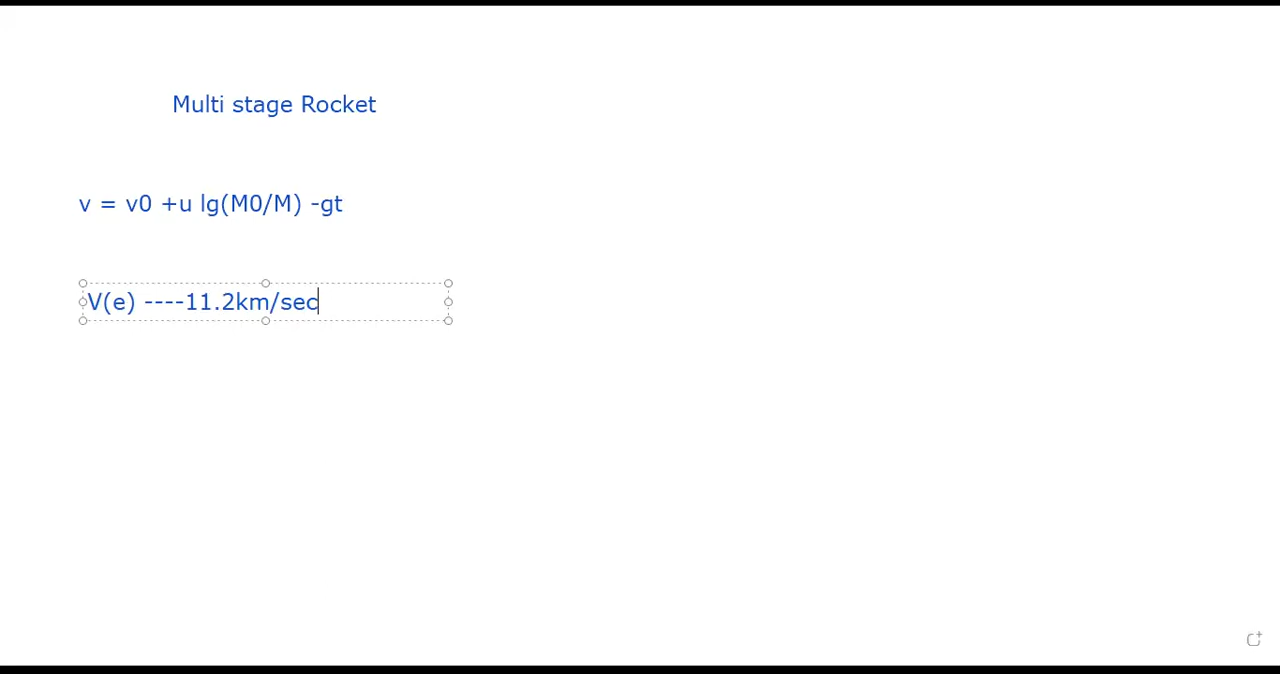 Multi stage Rocket
v = v0 +u lg(M0/M) -gt
V(e) ----11.2km/sec